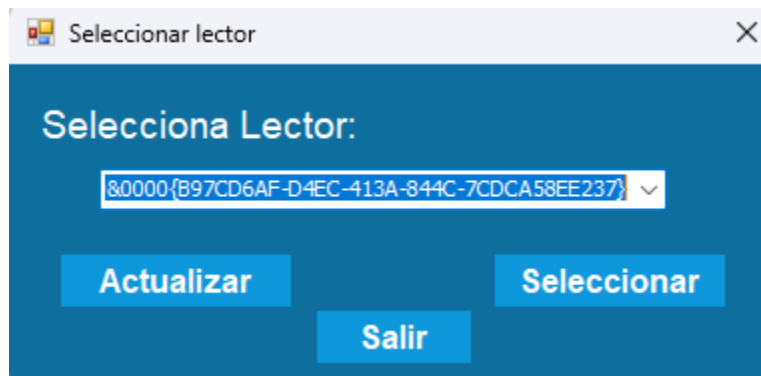 Seleccionar lector
Selecciona Lector:
&0000{B97CD6AF-D4EC-413A-844C-7CDCA58EE237}
Actualizar
Seleccionar
Salir